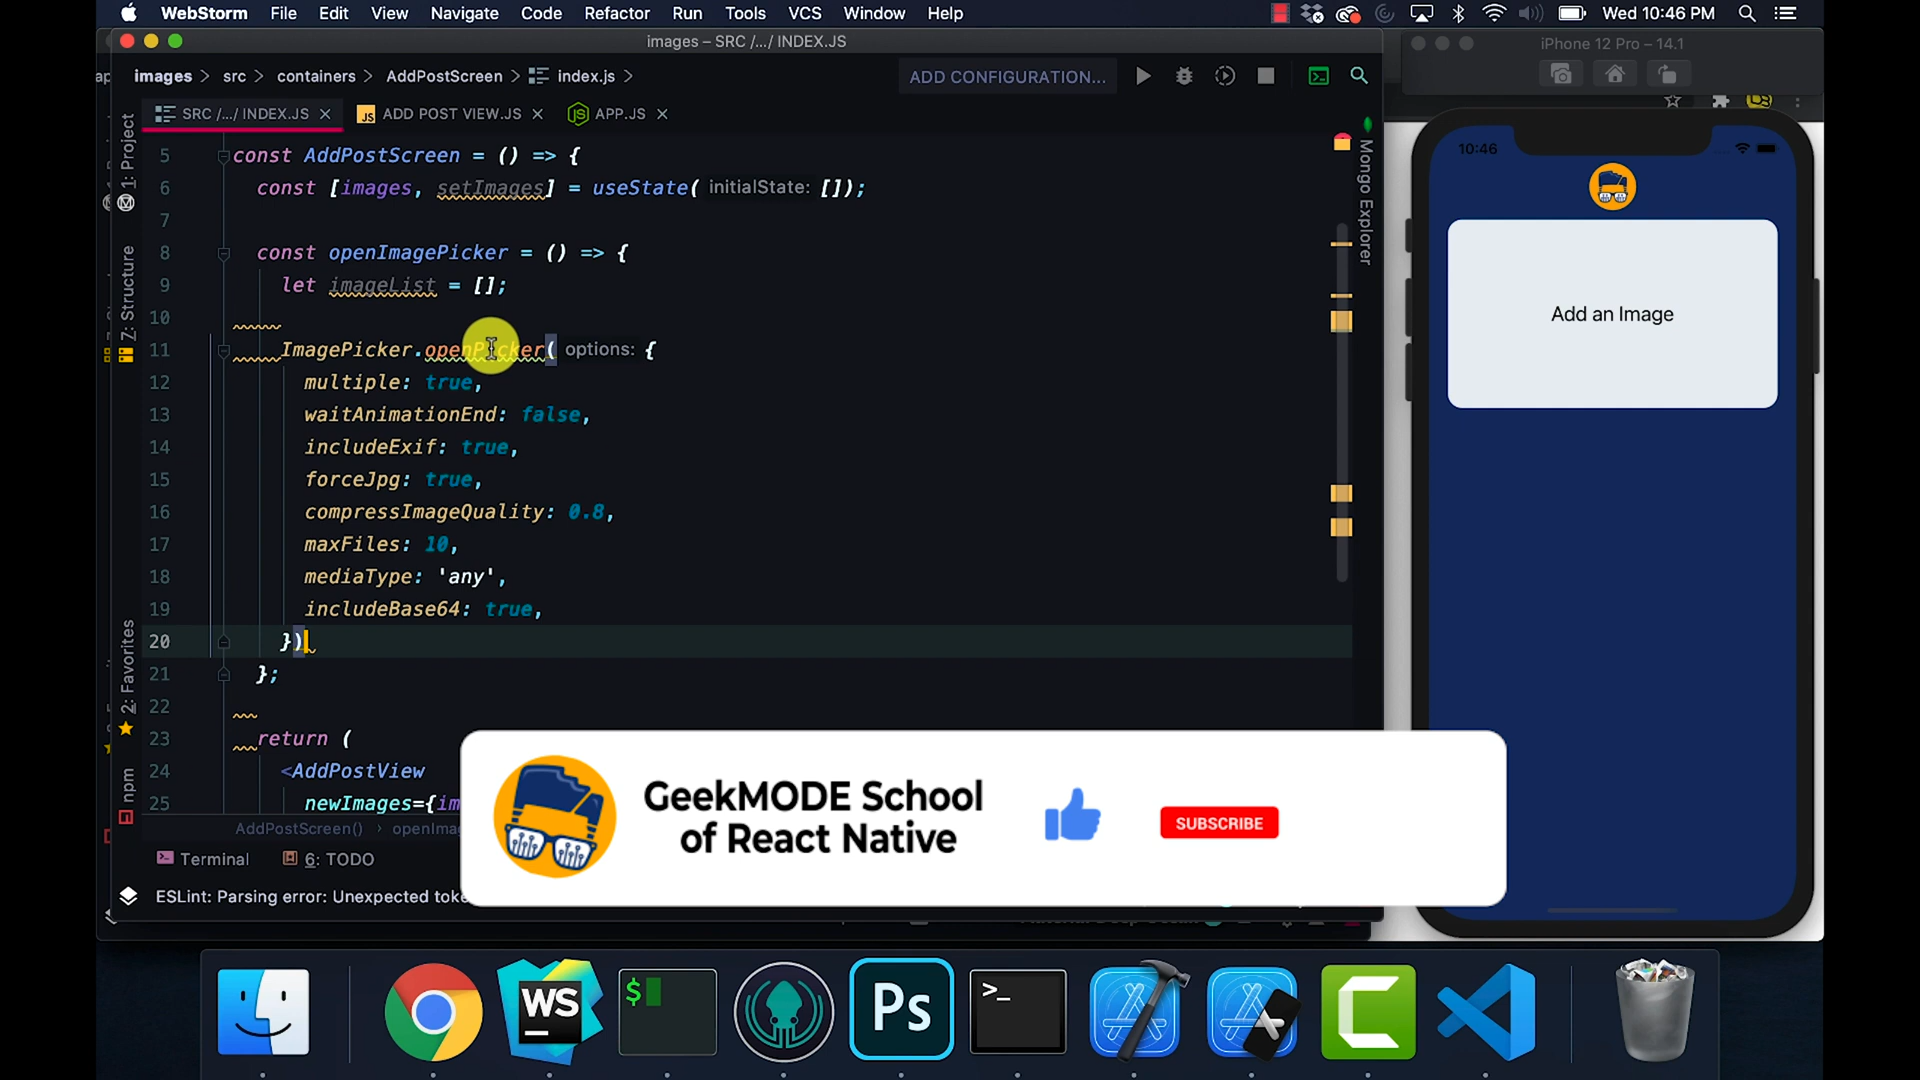 WebStorm File Edit View Navigate Code Refactor Run Tools VCS Window Help
Wed 10:46 PM
images – SRC /.../ INDEX.JS
images src containers AddPostScreen index.js
ADD CONFIGURATION...
SRC /.../ INDEX.JS
JS ADD POST VIEW.JS
JS APP.JS
1: Project
Z: Structure
2: Favorites
npm
Mongo Explorer
5 const AddPostScreen = () => {
6 const [images, setImages] = useState( initialState: []);
7
8 const openImagePicker = () => {
9 let imageList = [];
10
11 ImagePicker.openPicker( options: {
12 multiple: true,
13 waitAnimationEnd: false,
14 includeExif: true,
15 forceJpg: true,
16 compressImageQuality: 0.8,
17 maxFiles: 10,
18 mediaType: 'any',
19 includeBase64: true,
20 })
21 };
22
23 return (
24 <AddPostView
25 newImages={im
AddPostScreen() openIma
Terminal 6: TODO
ESLint: Parsing error: Unexpected toke
iPhone 12 Pro – 14.1
10:46
Add an Image
GeekMODE School
of React Native
SUBSCRIBE
WS
$
Ps
>_
C